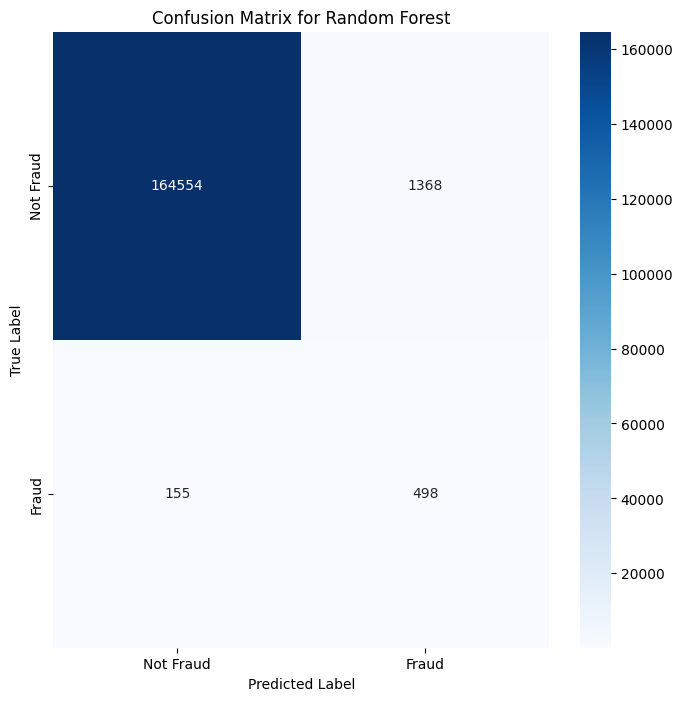 Confusion Matrix for Random Forest
Not Fraud
Fraud
True Label
164554
1368
155
498
Not Fraud
Fraud
Predicted Label
160000
140000
120000
100000
80000
60000
40000
20000